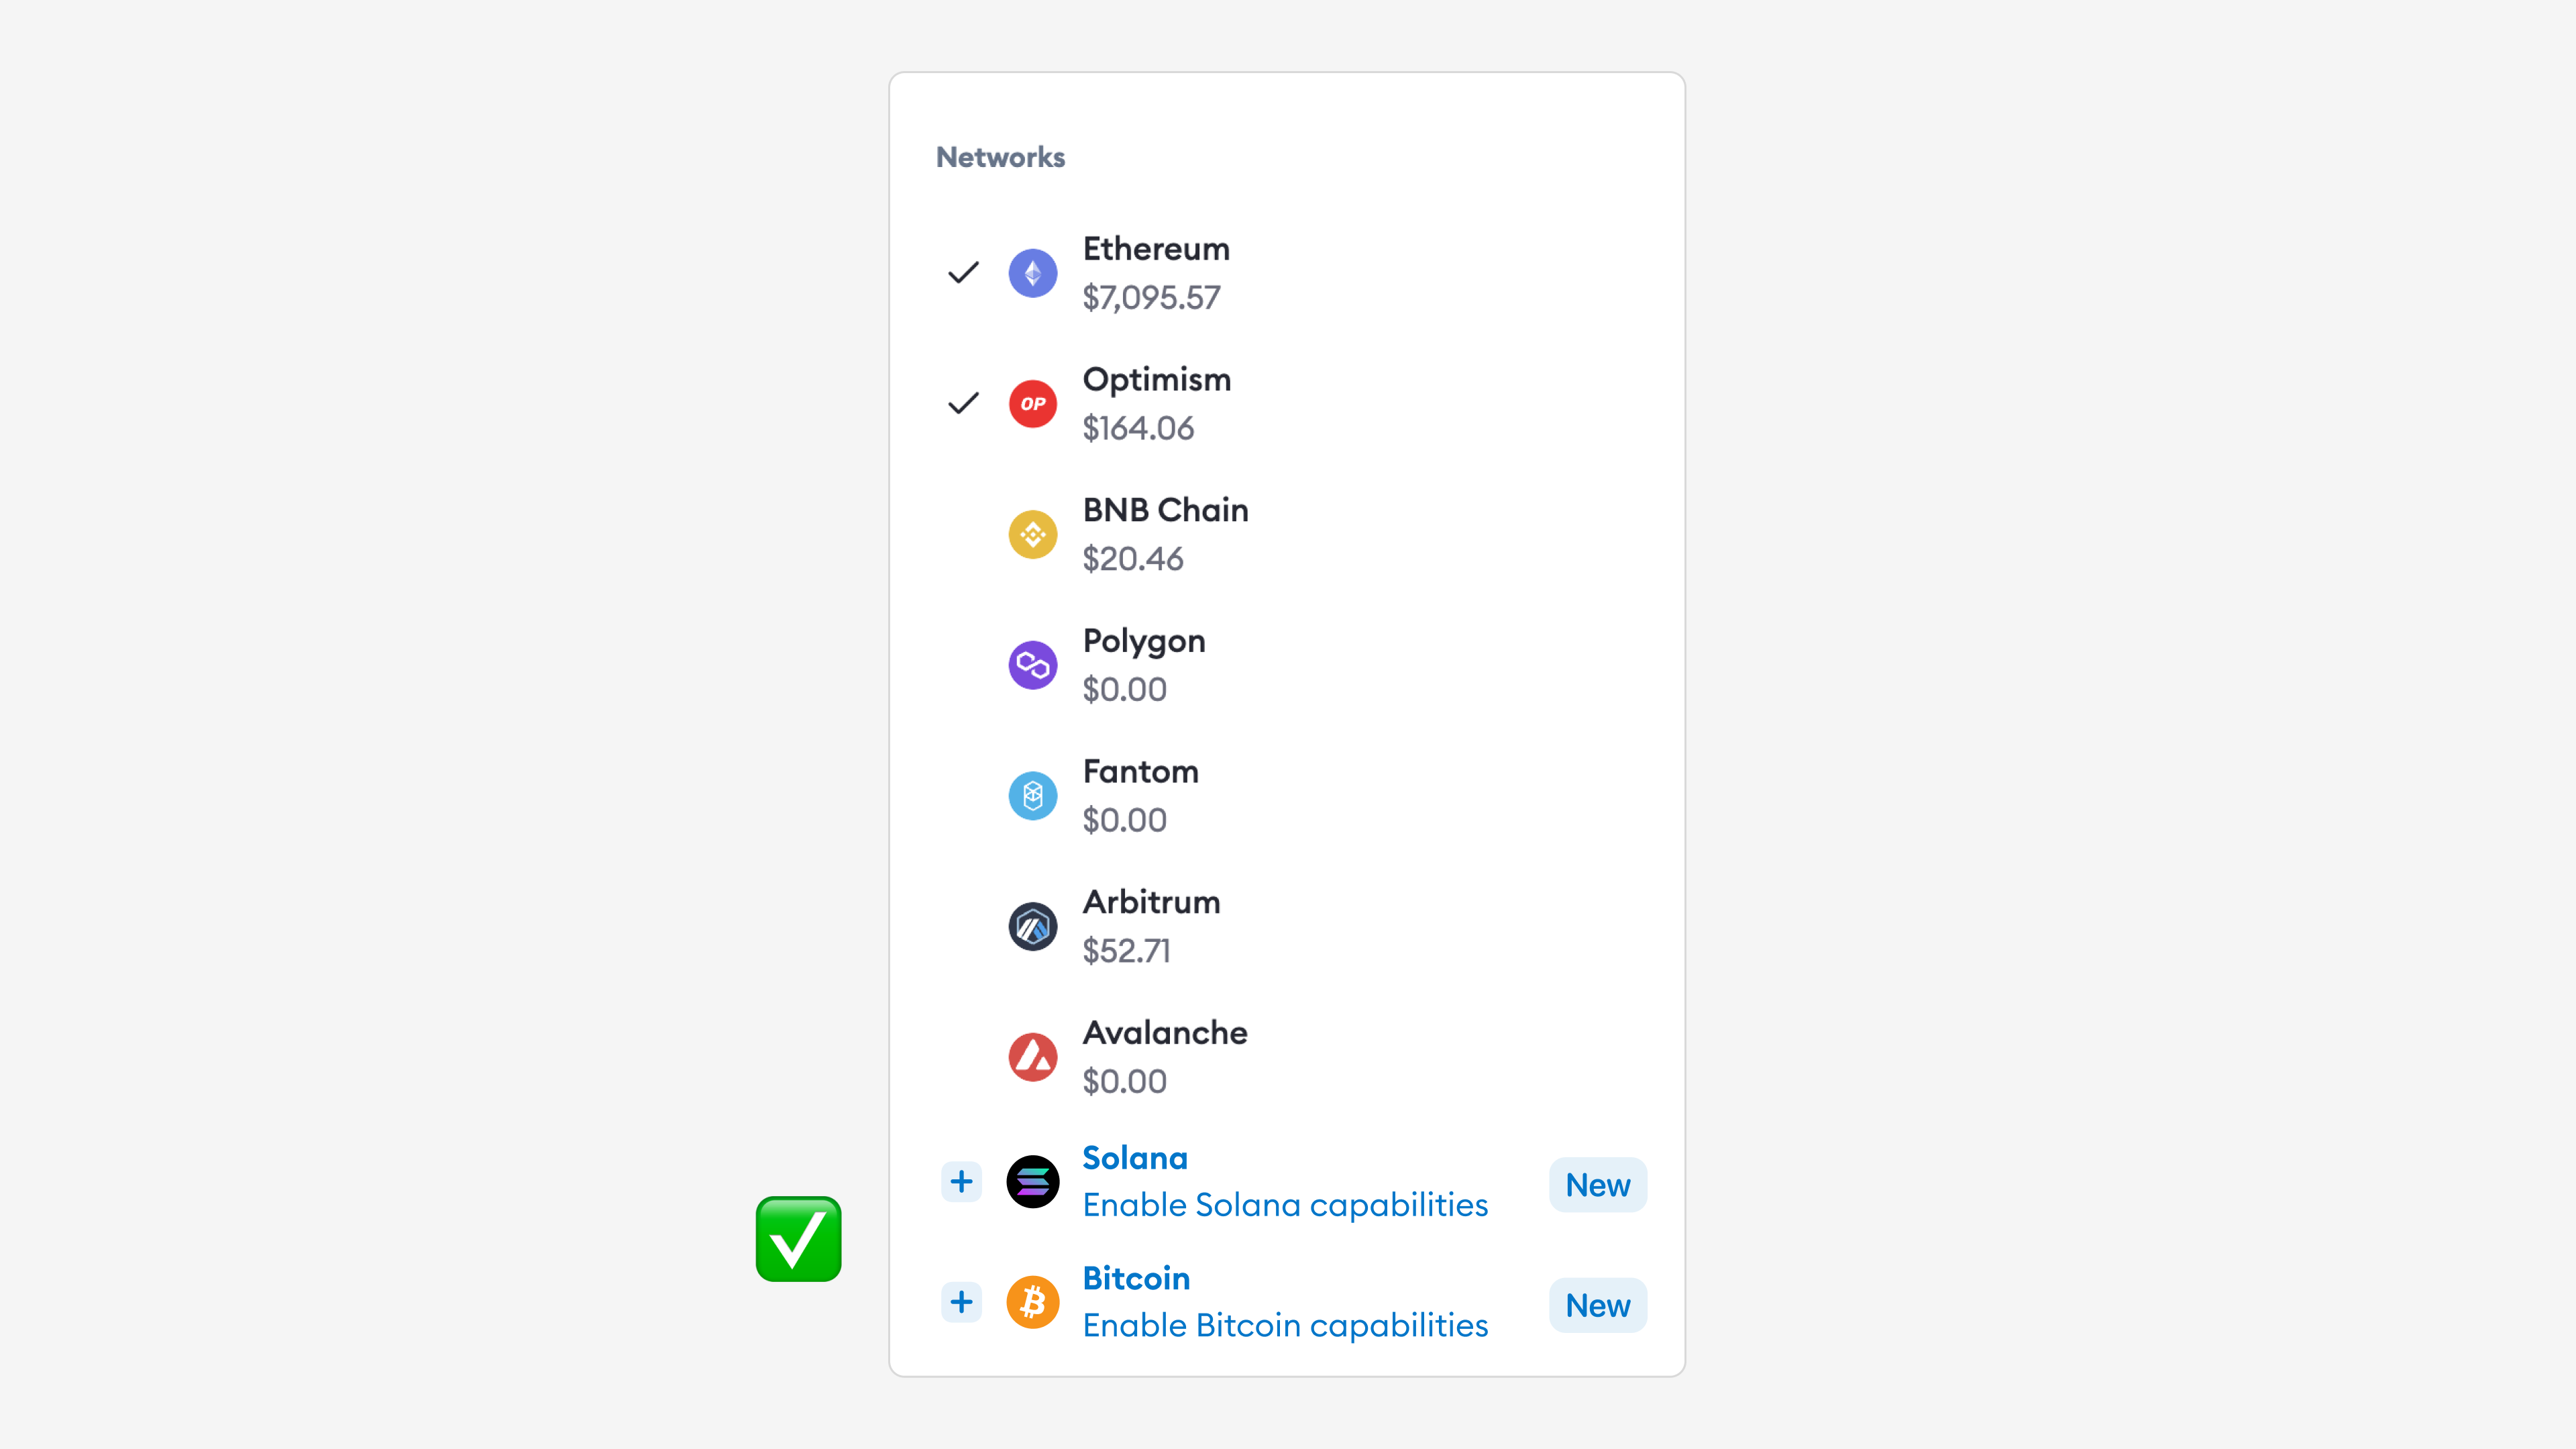 Networks
Ethereum
$7,095.57
OP
Optimism
$164.06
BNB Chain
$20.46
Polygon
$0.00
Fantom
$0.00
Arbitrum
$52.71
Avalanche
$0.00
Solana
Enable Solana capabilities
New
Bitcoin
Enable Bitcoin capabilities
New